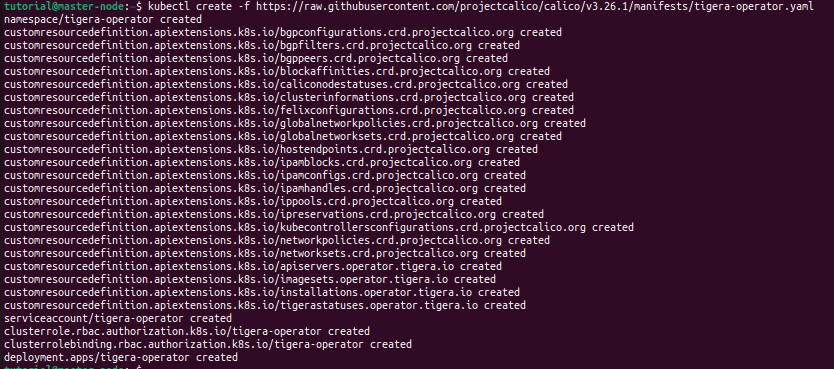 tutorial@master-node:~$ kubectl create -f https://raw.githubusercontent.com/projectcalico/calico/v3.26.1/manifests/tigera-operator.yaml
namespace/tigera-operator created
customresourcedefinition.apiextensions.k8s.io/bgpconfigurations.crd.projectcalico.org created
customresourcedefinition.apiextensions.k8s.io/bgpfilters.crd.projectcalico.org created
customresourcedefinition.apiextensions.k8s.io/bgppeers.crd.projectcalico.org created
customresourcedefinition.apiextensions.k8s.io/blockaffinities.crd.projectcalico.org created
customresourcedefinition.apiextensions.k8s.io/caliconodestatuses.crd.projectcalico.org created
customresourcedefinition.apiextensions.k8s.io/clusterinformations.crd.projectcalico.org created
customresourcedefinition.apiextensions.k8s.io/felixconfigurations.crd.projectcalico.org created
customresourcedefinition.apiextensions.k8s.io/globalnetworkpolicies.crd.projectcalico.org created
customresourcedefinition.apiextensions.k8s.io/globalnetworksets.crd.projectcalico.org created
customresourcedefinition.apiextensions.k8s.io/hostendpoints.crd.projectcalico.org created
customresourcedefinition.apiextensions.k8s.io/ipamblocks.crd.projectcalico.org created
customresourcedefinition.apiextensions.k8s.io/ipamconfigs.crd.projectcalico.org created
customresourcedefinition.apiextensions.k8s.io/ipamhandles.crd.projectcalico.org created
customresourcedefinition.apiextensions.k8s.io/ippools.crd.projectcalico.org created
customresourcedefinition.apiextensions.k8s.io/ipreservations.crd.projectcalico.org created
customresourcedefinition.apiextensions.k8s.io/kubecontrollersconfigurations.crd.projectcalico.org created
customresourcedefinition.apiextensions.k8s.io/networkpolicies.crd.projectcalico.org created
customresourcedefinition.apiextensions.k8s.io/networksets.crd.projectcalico.org created
customresourcedefinition.apiextensions.k8s.io/apiservers.operator.tigera.io created
customresourcedefinition.apiextensions.k8s.io/imagesets.operator.tigera.io created
customresourcedefinition.apiextensions.k8s.io/installations.operator.tigera.io created
customresourcedefinition.apiextensions.k8s.io/tigerastatuses.operator.tigera.io created
serviceaccount/tigera-operator created
clusterrole.rbac.authorization.k8s.io/tigera-operator created
clusterrolebinding.rbac.authorization.k8s.io/tigera-operator created
deployment.apps/tigera-operator created
tutorial@master-node:~$